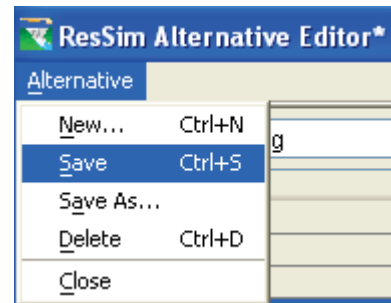 ResSim Alternative Editor*
Alternative
New... Ctrl+N
g
Save Ctrl+S
Save As...
Delete Ctrl+D
Close